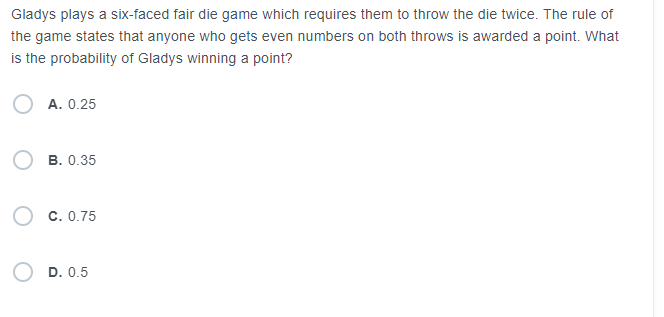 Gladys plays a six-faced fair die game which requires them to throw the die twice. The rule of
the game states that anyone who gets even numbers on both throws is awarded a point. What
is the probability of Gladys winning a point?
A. 0.25
B. 0.35
C. 0.75
D. 0.5